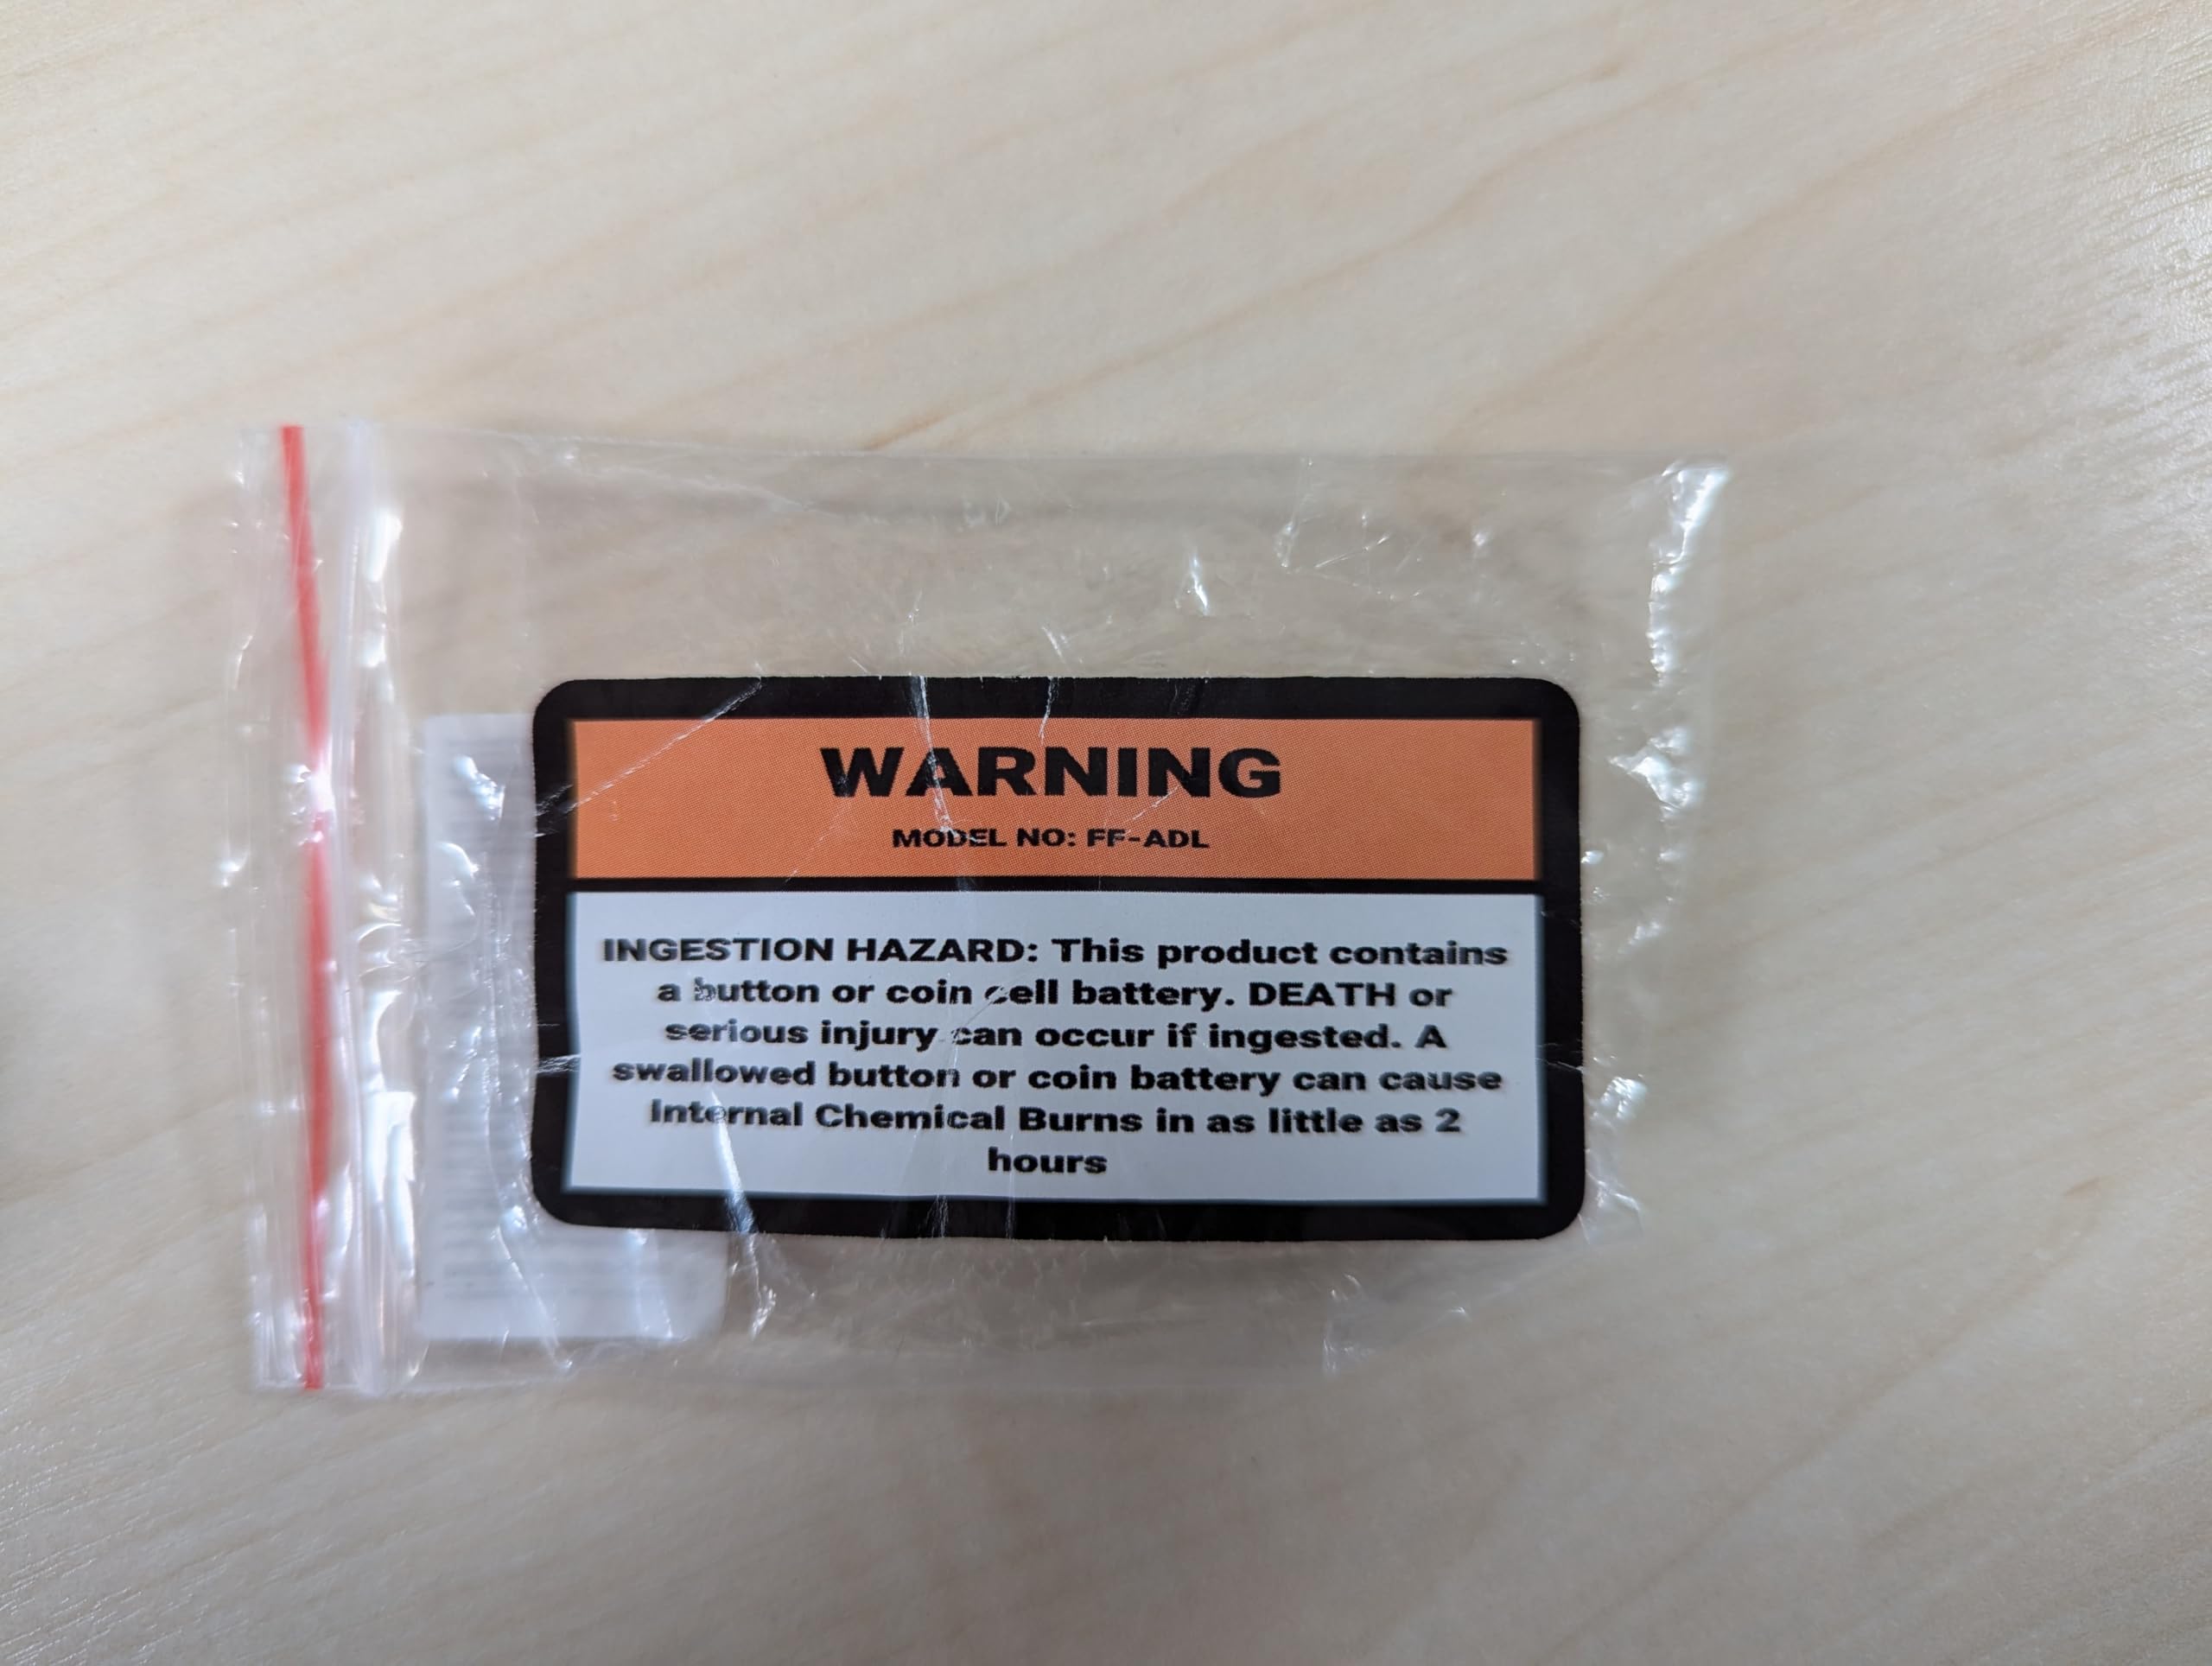 WARNING
MODEL NO: FF-ADL
INGESTION HAZARD: This product contains
a button or coin cell battery. DEATH or
serious injury can occur if ingested. A
swallowed button or coin battery can cause
Internal Chemical Burns in as little as 2
hours